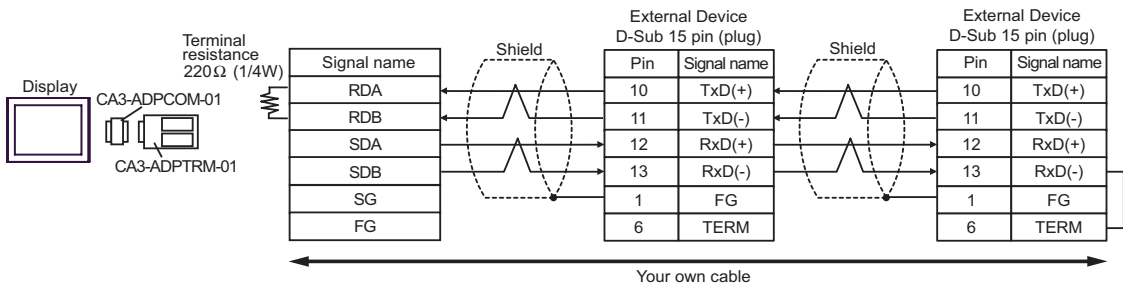 Display
CA3-ADPCOM-01
CA3-ADPTRM-01
Terminal
resistance
220Ω (1/4W)
Signal name
RDA
RDB
SDA
SDB
SG
FG
Shield
External Device
D-Sub 15 pin (plug)
Pin Signal name
10 TxD(+)
11 TxD(-)
12 RxD(+)
13 RxD(-)
1 FG
6 TERM
Shield
External Device
D-Sub 15 pin (plug)
Pin Signal name
10 TxD(+)
11 TxD(-)
12 RxD(+)
13 RxD(-)
1 FG
6 TERM
Your own cable